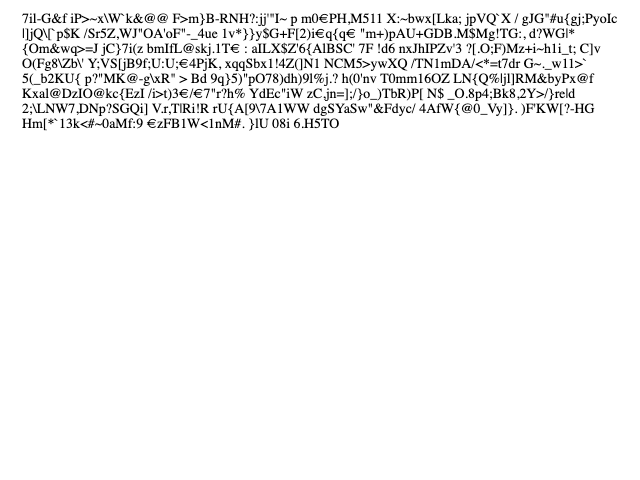 7il-G&f iP>~x\W`k&@@ F>m}B-RNH?:jj'"I~ p m0€PH,M511 X:~bwx[Lka; jpVQ`X / gJG"#u{gj;PyoIc
l]jQ\[`p$K /Sr5Z,WJ"OA'oF"-_4ue 1v*}}y$G+F[2)i€q{q€ "m+)pAU+GDB.M$Mg!TG:, d?WGl*
{Om&wq>=J jC}7i(z bmIfL@skj.1T€ : aILX$Z'6{AlBSC' 7F !d6 nxJhIPZv'3 ?[.O;F)Mz+i~h1i_t; C]v
O(Fg8\Zb\' Y;VS[jB9f;U:U;€4PjK, xqqSbx1!4Z(]N1 NCM5>ywXQ /TN1mDA/<*=t7dr G~._w11>`
5(_b2KU{ p?"MK@-g\xR" > Bd 9q}5)"pO78)dh)9l%j.? h(0'nv T0mm16OZ LN{Q%ljl]RM&byPx@f
Kxal@DzIO@kc{EzI /i>t)3€/€7"r?h% YdEc"iW zC,jn=];/}o_)TbR)P[ N$ _O.8p4;Bk8,2Y>/}reld
2;\LNW7,DNp?SGQi] V.r,TlRi!R rU{A[9\7A1WW dgSYaSw"&Fdyc/ 4AfW{@0_Vy]}. )F'KW[?-HG
Hm[*`13k<#~0aMf:9 €zFB1W<1nM#. }lU 08i 6.H5TO